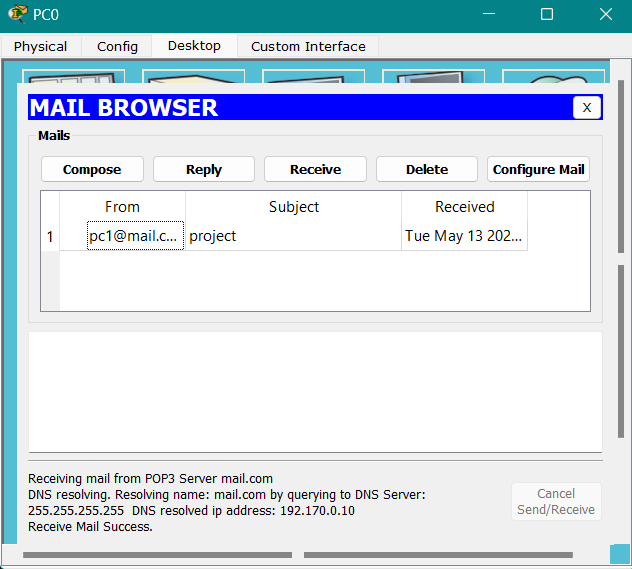 PC0
Physical Config Desktop Custom Interface
MAIL BROWSER X
Mails
Compose Reply Receive Delete Configure Mail
From Subject Received
1 pc1@mail.c... project Tue May 13 202...
Receiving mail from POP3 Server mail.com
DNS resolving. Resolving name: mail.com by querying to DNS Server:
255.255.255.255  DNS resolved ip address: 192.170.0.10
Receive Mail Success.
Cancel
Send/Receive